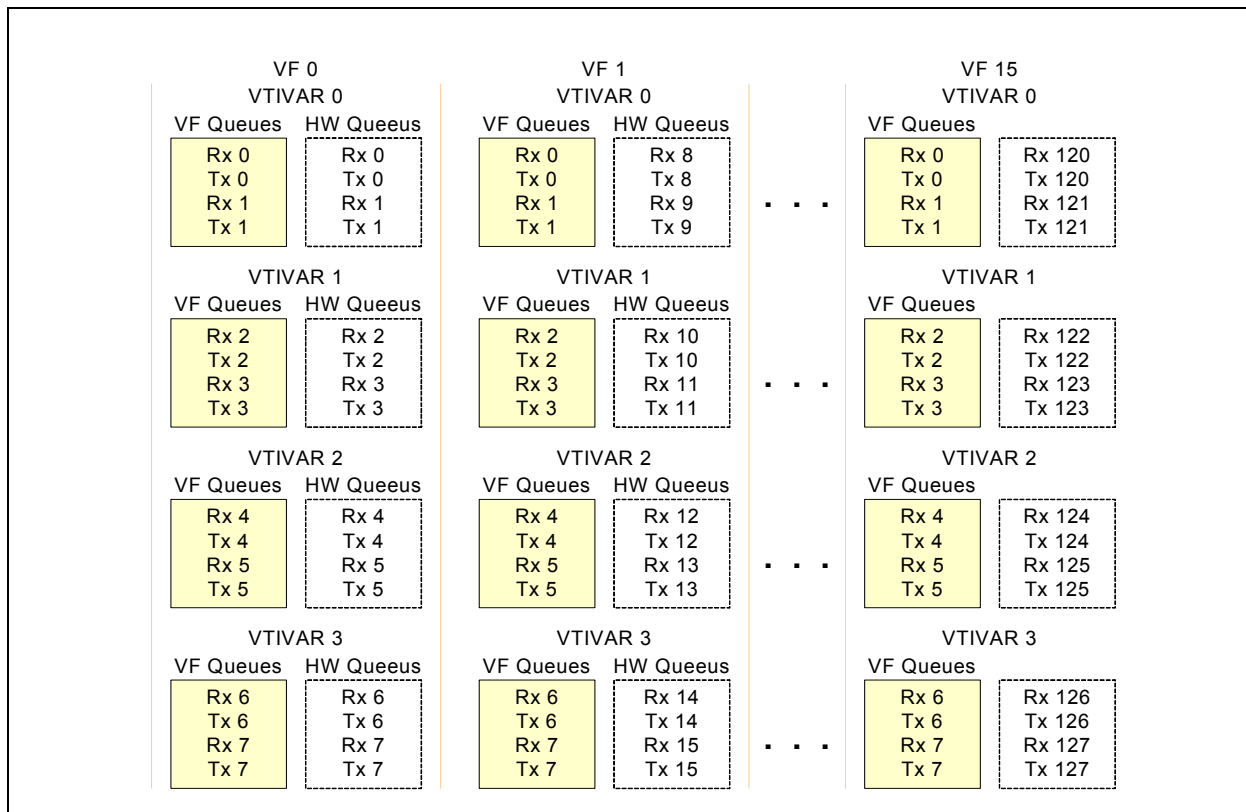 VF 0
VTIVAR 0
VF Queues HW Queeus
Rx 0
Tx 0
Rx 1
Tx 1
Rx 0
Tx 0
Rx 1
Tx 1
VTIVAR 1
VF Queues HW Queeus
Rx 2
Tx 2
Rx 3
Tx 3
Rx 2
Tx 2
Rx 3
Tx 3
VTIVAR 2
VF Queues HW Queeus
Rx 4
Tx 4
Rx 5
Tx 5
Rx 4
Tx 4
Rx 5
Tx 5
VTIVAR 3
VF Queues HW Queeus
Rx 6
Tx 6
Rx 7
Tx 7
Rx 6
Tx 6
Rx 7
Tx 7
VF 1
VTIVAR 0
VF Queues HW Queeus
Rx 0
Tx 0
Rx 1
Tx 1
Rx 8
Tx 8
Rx 9
Tx 9
VTIVAR 1
VF Queues HW Queeus
Rx 2
Tx 2
Rx 3
Tx 3
Rx 10
Tx 10
Rx 11
Tx 11
VTIVAR 2
VF Queues HW Queeus
Rx 4
Tx 4
Rx 5
Tx 5
Rx 12
Tx 12
Rx 13
Tx 13
VTIVAR 3
VF Queues HW Queeus
Rx 6
Tx 6
Rx 7
Tx 7
Rx 14
Tx 14
Rx 15
Tx 15
. . .
. . .
. . .
. . .
VF 15
VTIVAR 0
VF Queues
Rx 0
Tx 0
Rx 1
Tx 1
Rx 120
Tx 120
Rx 121
Tx 121
VTIVAR 1
VF Queues
Rx 2
Tx 2
Rx 3
Tx 3
Rx 122
Tx 122
Rx 123
Tx 123
VTIVAR 2
VF Queues
Rx 4
Tx 4
Rx 5
Tx 5
Rx 124
Tx 124
Rx 125
Tx 125
VTIVAR 3
VF Queues
Rx 6
Tx 6
Rx 7
Tx 7
Rx 126
Tx 126
Rx 127
Tx 127